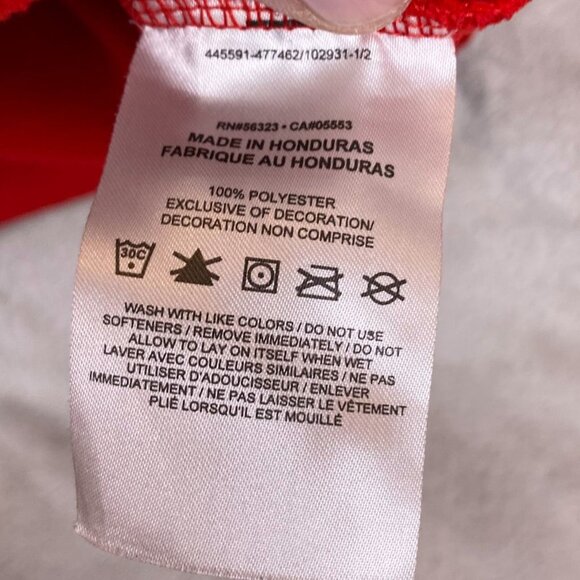 445591-477462/102931-1/2
RN#56323 • CA#05553
MADE IN HONDURAS
FABRIQUE AU HONDURAS
100% POLYESTER
EXCLUSIVE OF DECORATION/
DECORATION NON COMPRISE
30C
WASH WITH LIKE COLORS / DO NOT USE
SOFTENERS / REMOVE IMMEDIATELY / DO NOT
ALLOW TO LAY ON ITSELF WHEN WET
LAVER AVEC COULEURS SIMILAIRES / NE PAS
UTILISER D'ADOUCISSEUR / ENLEVER
IMMEDIATEMENT / NE PAS LAISSER LE VÊTEMENT
PLIÉ LORSQU'IL EST MOUILLÉ